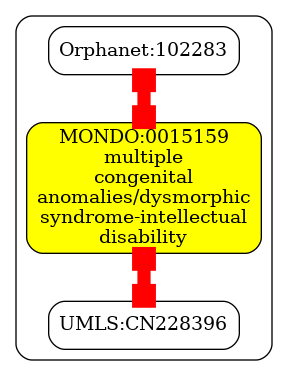 Orphanet:102283
MONDO:0015159
multiple
congenital
anomalies/dysmorphic
syndrome-intellectual
disability
UMLS:CN228396